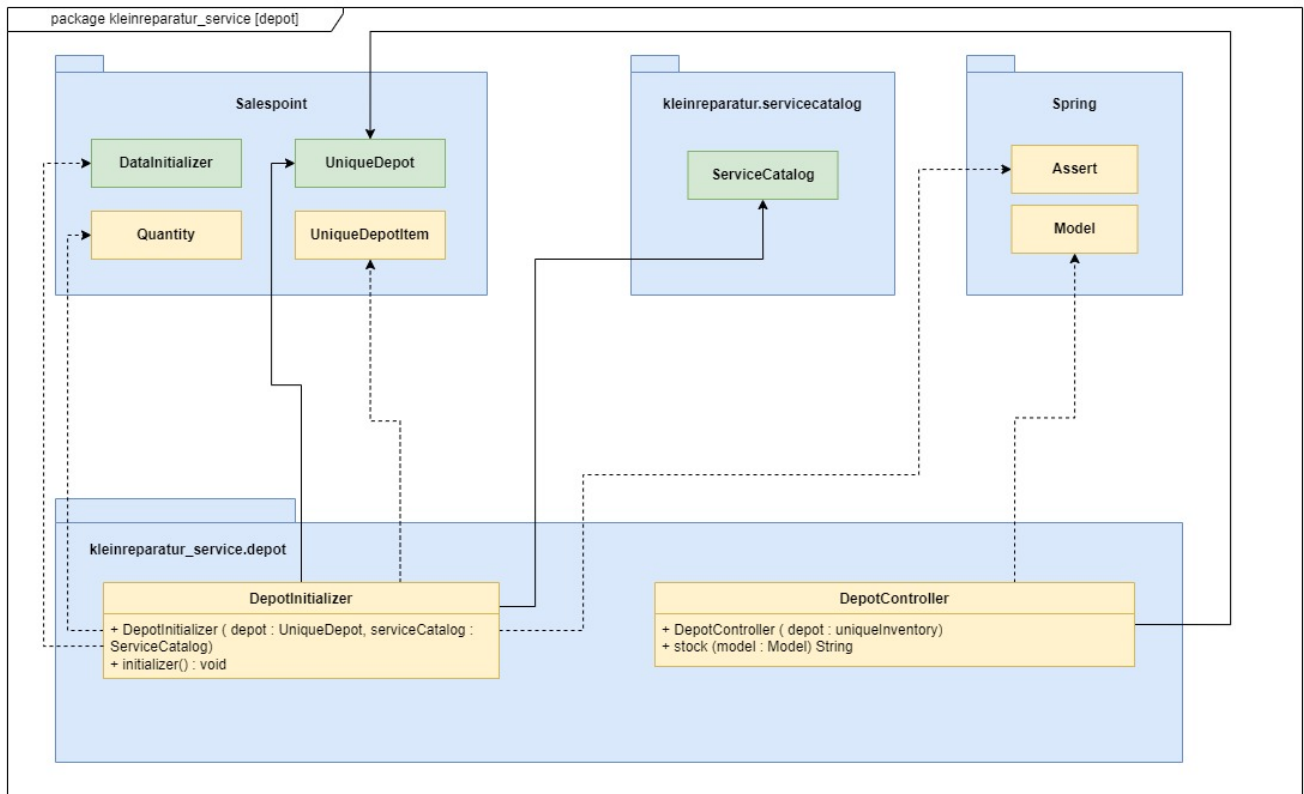 package kleinreparatur_service [depot]
Salespoint
DataInitializer
UniqueDepot
Quantity
UniqueDepotItem
kleinreparatur.servicecatalog
ServiceCatalog
Spring
Assert
Model
kleinreparatur_service.depot
DepotInitializer
+ DepotInitializer ( depot : UniqueDepot, serviceCatalog :
ServiceCatalog)
+ initializer() : void
DepotController
+ DepotController ( depot : uniqueInventory)
+ stock (model : Model) String